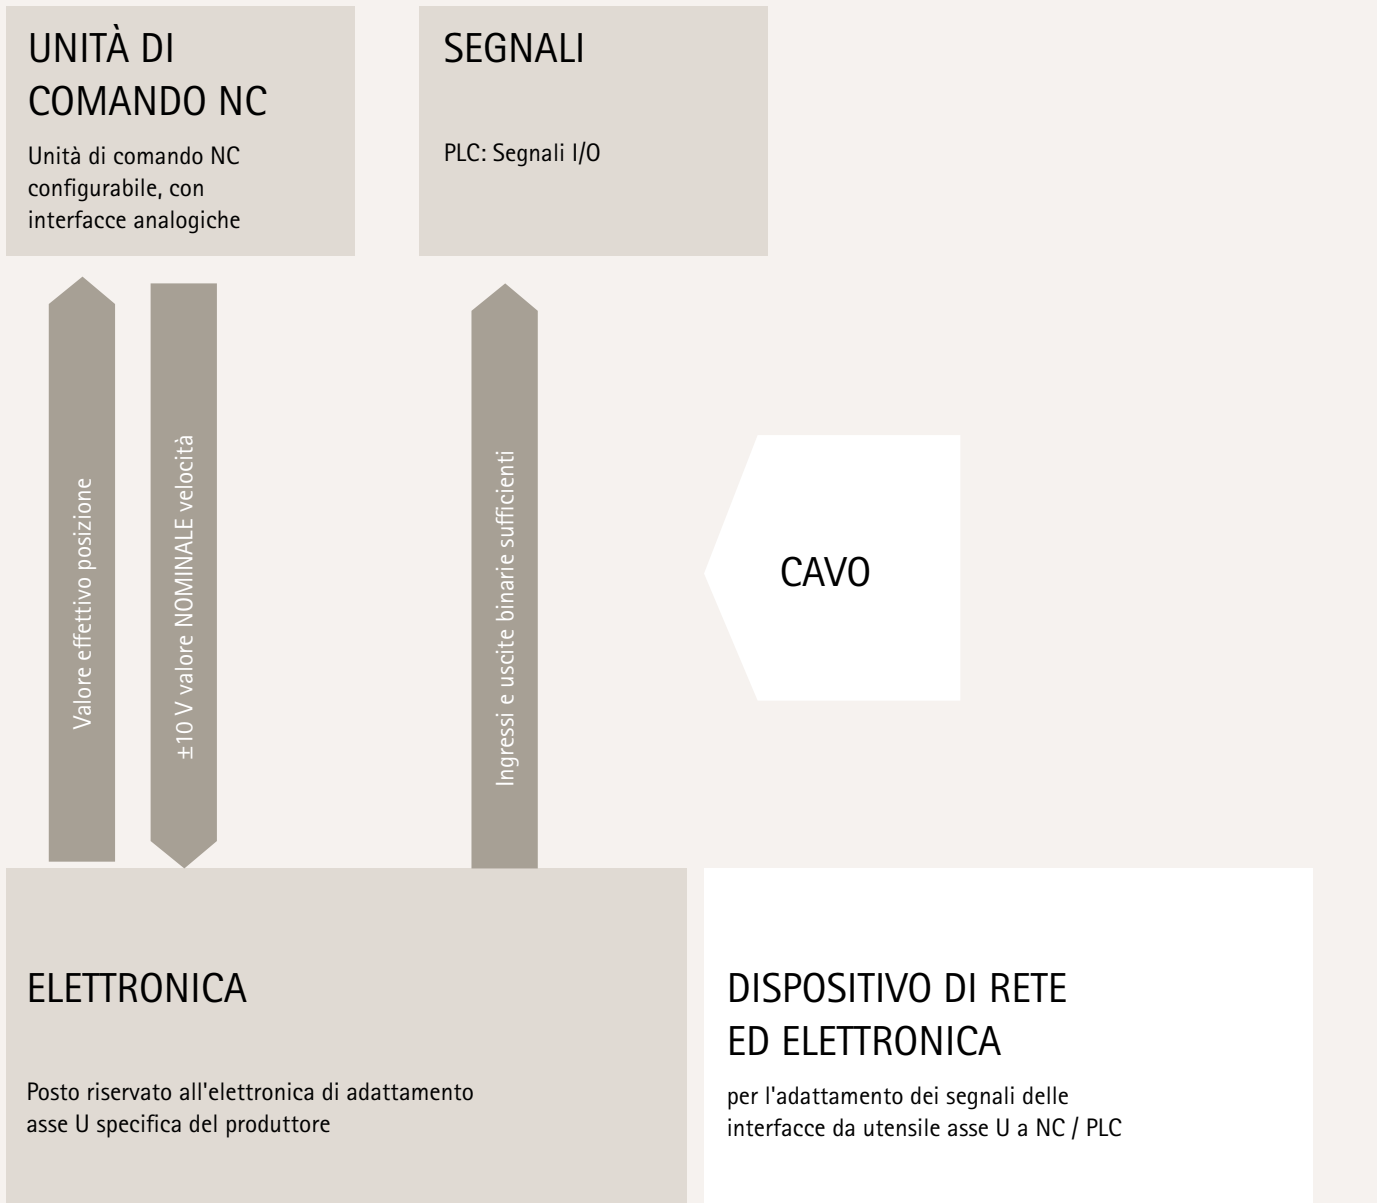 UNITÀ DI
COMANDO NC
Unità di comando NC
configurabile, con
interfacce analogiche
SEGNALI
PLC: Segnali I/O
Valore effettivo posizione
±10 V valore NOMINALE velocità
Ingressi e uscite binarie sufficienti
CAVO
ELETTRONICA
Posto riservato all'elettronica di adattamento
asse U specifica del produttore
DISPOSITIVO DI RETE
ED ELETTRONICA
per l'adattamento dei segnali delle
interfacce da utensile asse U a NC / PLC